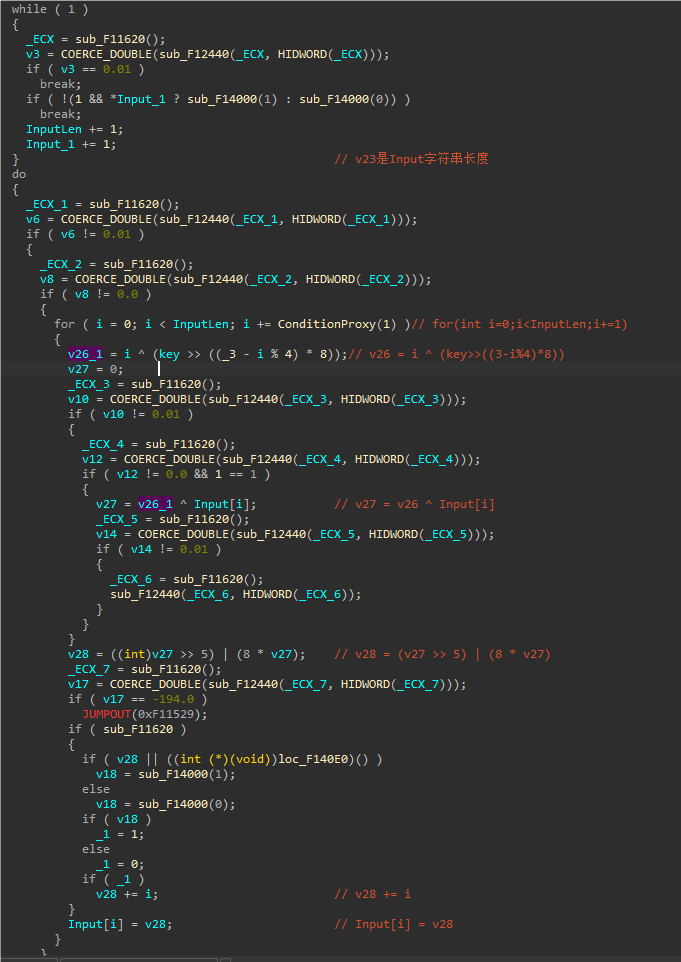 while ( 1 )
{
_ECX = sub_F11620();
v3 = COERCE_DOUBLE(sub_F12440(_ECX, HIDWORD(_ECX)));
if ( v3 == 0.01 )
break;
if ( !(1 && *Input_1 ? sub_F14000(1) : sub_F14000(0)) )
break;
InputLen += 1;
Input_1 += 1;
} // v23是Input字符串长度
do
{
_ECX_1 = sub_F11620();
v6 = COERCE_DOUBLE(sub_F12440(_ECX_1, HIDWORD(_ECX_1)));
if ( v6 != 0.01 )
{
_ECX_2 = sub_F11620();
v8 = COERCE_DOUBLE(sub_F12440(_ECX_2, HIDWORD(_ECX_2)));
if ( v8 != 0.0 )
{
for ( i = 0; i < InputLen; i += ConditionProxy(1) )// for(int i=0;i<InputLen;i+=1)
{
v26_1 = i ^ (key >> ((_3 - i % 4) * 8));// v26 = i ^ (key>>((3-i%4)*8))
v27 = 0;
_ECX_3 = sub_F11620();
v10 = COERCE_DOUBLE(sub_F12440(_ECX_3, HIDWORD(_ECX_3)));
if ( v10 != 0.01 )
{
_ECX_4 = sub_F11620();
v12 = COERCE_DOUBLE(sub_F12440(_ECX_4, HIDWORD(_ECX_4)));
if ( v12 != 0.0 && 1 == 1 )
{
v27 = v26_1 ^ Input[i]; // v27 = v26 ^ Input[i]
_ECX_5 = sub_F11620();
v14 = COERCE_DOUBLE(sub_F12440(_ECX_5, HIDWORD(_ECX_5)));
if ( v14 != 0.01 )
{
_ECX_6 = sub_F11620();
sub_F12440(_ECX_6, HIDWORD(_ECX_6));
}
}
}
v28 = ((int)v27 >> 5) | (8 * v27); // v28 = (v27 >> 5) | (8 * v27)
_ECX_7 = sub_F11620();
v17 = COERCE_DOUBLE(sub_F12440(_ECX_7, HIDWORD(_ECX_7)));
if ( v17 == -194.0 )
JUMPOUT(0xF11529);
if ( sub_F11620 )
{
if ( v28 || ((int (*)(void))loc_F140E0)() )
v18 = sub_F14000(1);
else
v18 = sub_F14000(0);
if ( v18 )
_1 = 1;
else
_1 = 0;
if ( _1 )
v28 += i; // v28 += i
}
Input[i] = v28; // Input[i] = v28
}
}